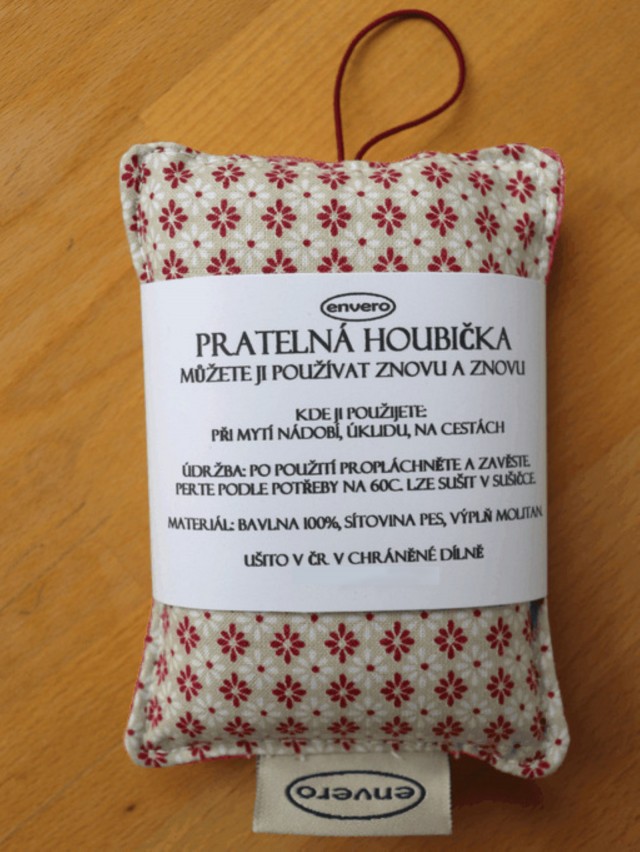 envero
PRATELNÁ HOUBIČKA
MŮŽETE JI POUŽÍVAT ZNOVU A ZNOVU
KDE JI POUŽIJETE:
PŘI MYTÍ NÁDOBÍ, ÚKLIDU, NA CESTÁCH
ÚDRŽBA: PO POUŽITÍ PROPLÁCHNĚTE A ZAVĚSTE.
PERTE PODLE POTŘEBY NA 60C. LZE SUŠIT V SUŠIČCE.
MATERIÁL: BAVLNA 100%, SÍŤOVINA PES, VÝPLŇ MOLITAN.
UŠITO V ČR V CHRÁNĚNÉ DÍLNĚ
envero